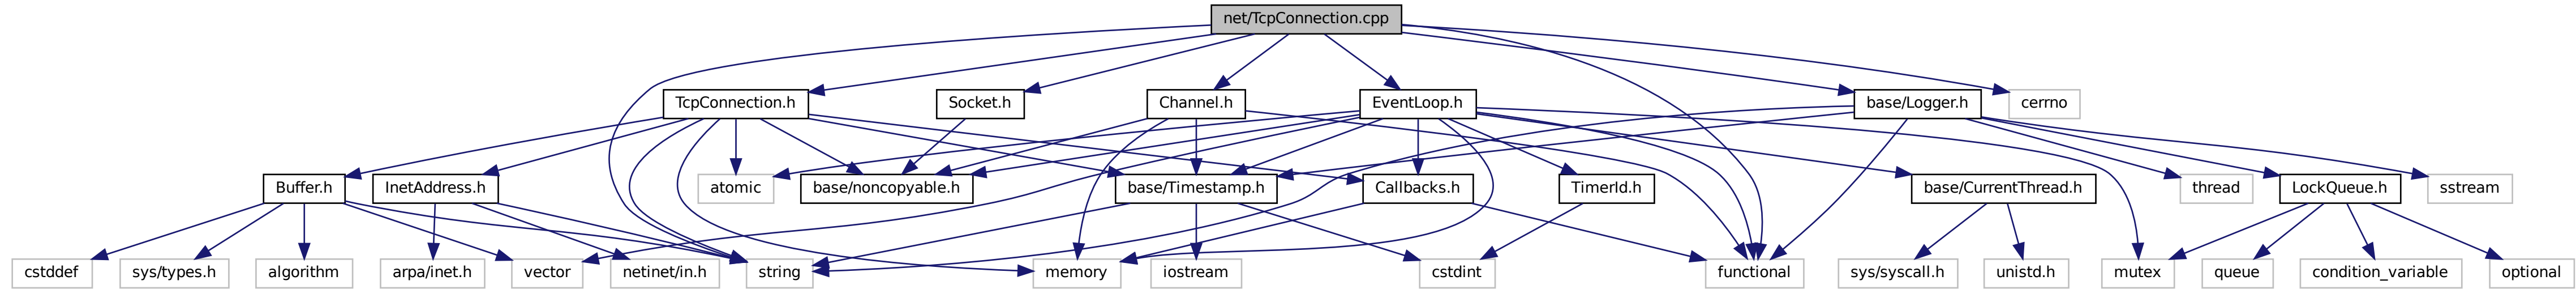 net/TcpConnection.cpp
TcpConnection.h
Socket.h
Channel.h
EventLoop.h
base/Logger.h
cerrno
Buffer.h
InetAddress.h
atomic
base/noncopyable.h
base/Timestamp.h
Callbacks.h
TimerId.h
base/CurrentThread.h
thread
LockQueue.h
sstream
cstddef
sys/types.h
algorithm
arpa/inet.h
vector
netinet/in.h
string
memory
iostream
cstdint
functional
sys/syscall.h
unistd.h
mutex
queue
condition_variable
optional